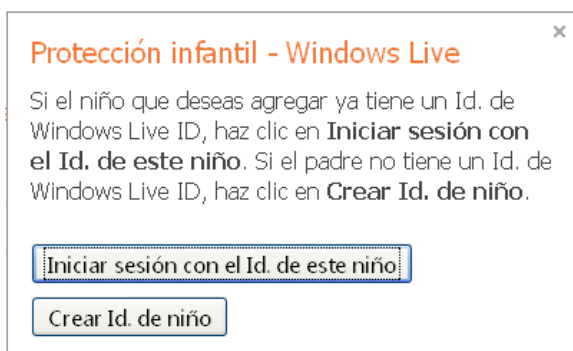 Protección infantil - Windows Live
Si el niño que deseas agregar ya tiene un Id. de
Windows Live ID, haz clic en Iniciar sesión con
el Id. de este niño. Si el padre no tiene un Id. de
Windows Live ID, haz clic en Crear Id. de niño.
Iniciar sesión con el Id. de este niño
Crear Id. de niño